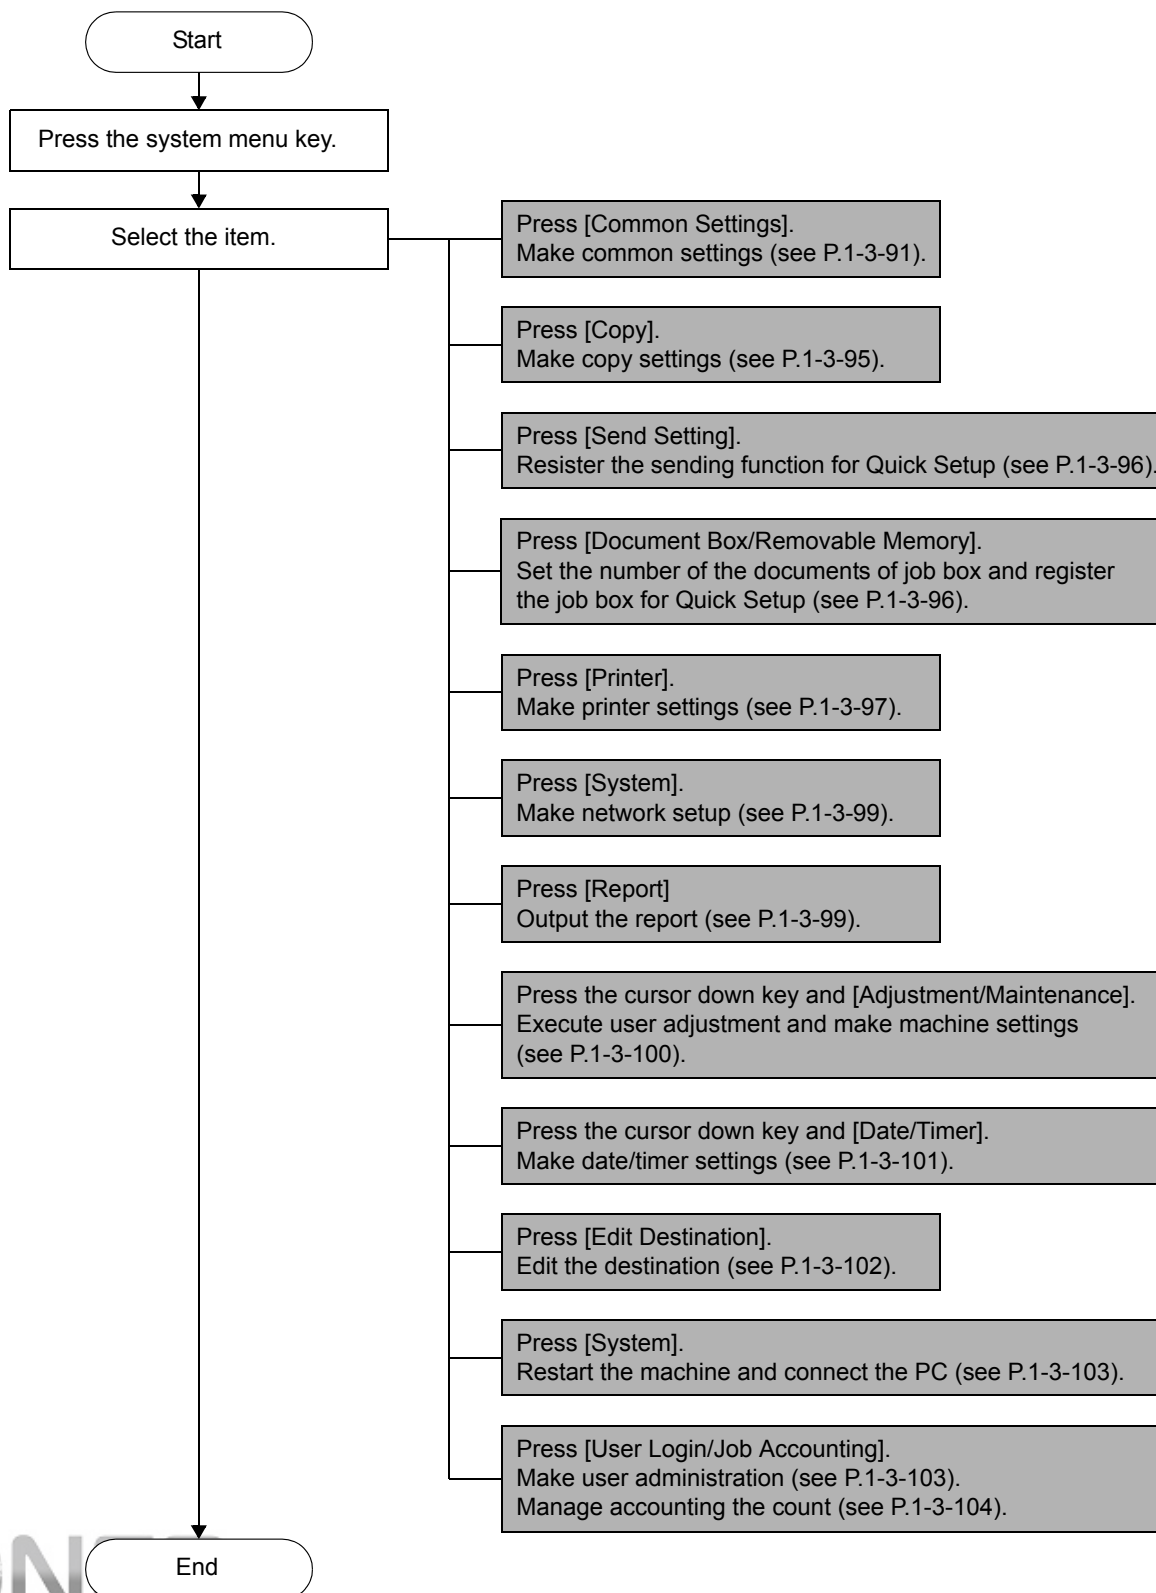 Start
Press the system menu key.
Select the item.
Press [Common Settings].
Make common settings (see P.1-3-91).
Press [Copy].
Make copy settings (see P.1-3-95).
Press [Send Setting].
Resister the sending function for Quick Setup (see P.1-3-96).
Press [Document Box/Removable Memory].
Set the number of the documents of job box and register
the job box for Quick Setup (see P.1-3-96).
Press [Printer].
Make printer settings (see P.1-3-97).
Press [System].
Make network setup (see P.1-3-99).
Press [Report]
Output the report (see P.1-3-99).
Press the cursor down key and [Adjustment/Maintenance].
Execute user adjustment and make machine settings
(see P.1-3-100).
Press the cursor down key and [Date/Timer].
Make date/timer settings (see P.1-3-101).
Press [Edit Destination].
Edit the destination (see P.1-3-102).
Press [System].
Restart the machine and connect the PC (see P.1-3-103).
Press [User Login/Job Accounting].
Make user administration (see P.1-3-103).
Manage accounting the count (see P.1-3-104).
End